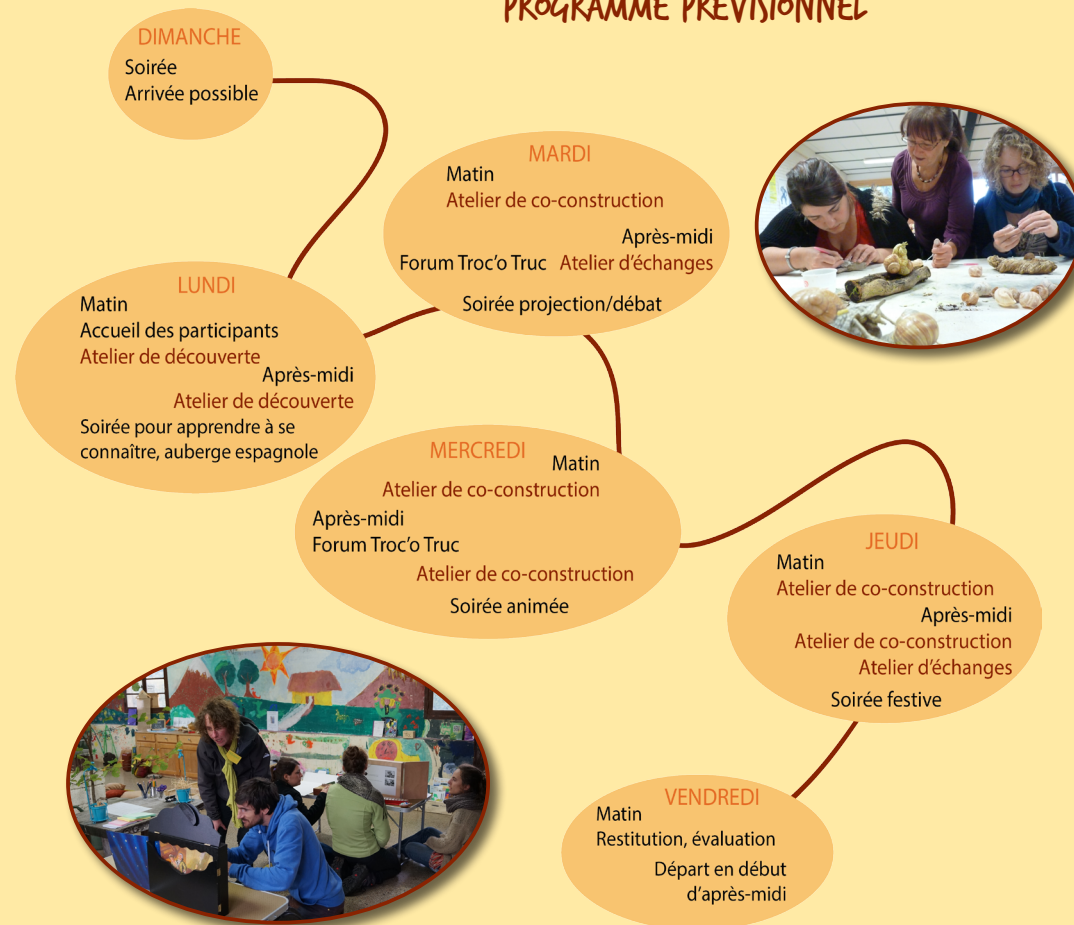 PROGRAMME PRÉVISIONNEL
DIMANCHE
Soirée
Arrivée possible
LUNDI
Matin
Accueil des participants
Atelier de découverte
Après-midi
Atelier de découverte
Soirée pour apprendre à se
connaître, auberge espagnole
MARDI
Matin
Atelier de co-construction
Après-midi
Forum Troc’o Truc Atelier d’échanges
Soirée projection/débat
MERCREDI
Matin
Atelier de co-construction
Après-midi
Forum Troc’o Truc
Atelier de co-construction
Soirée animée
JEUDI
Matin
Atelier de co-construction
Après-midi
Atelier de co-construction
Atelier d’échanges
Soirée festive
VENDREDI
Matin
Restitution, évaluation
Départ en début
d’après-midi